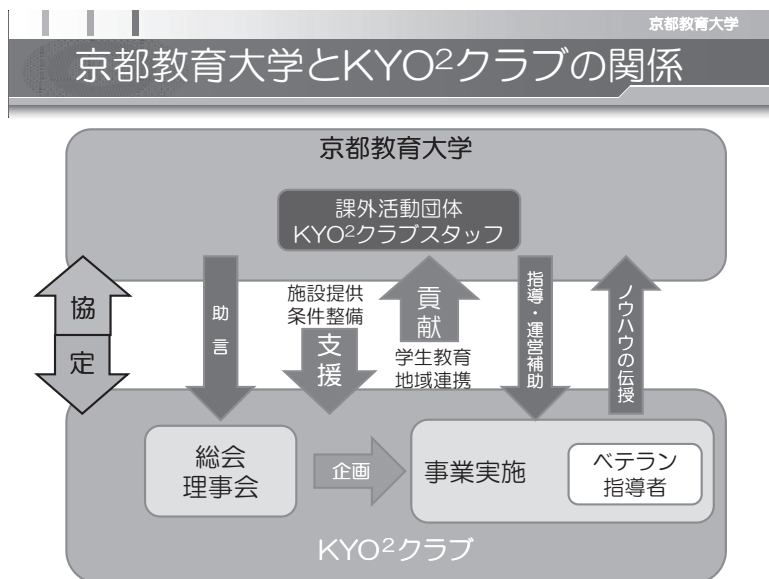 京都教育大学
京都教育大学とKYO²クラブの関係
京都教育大学
課外活動団体
KYO²クラブスタッフ
協定
助言
施設提供
条件整備
支援
貢献
学生教育
地域連携
指導・運営補助
ノウハウの伝授
総会
理事会
企画
事業実施
ベテラン
指導者
KYO²クラブ